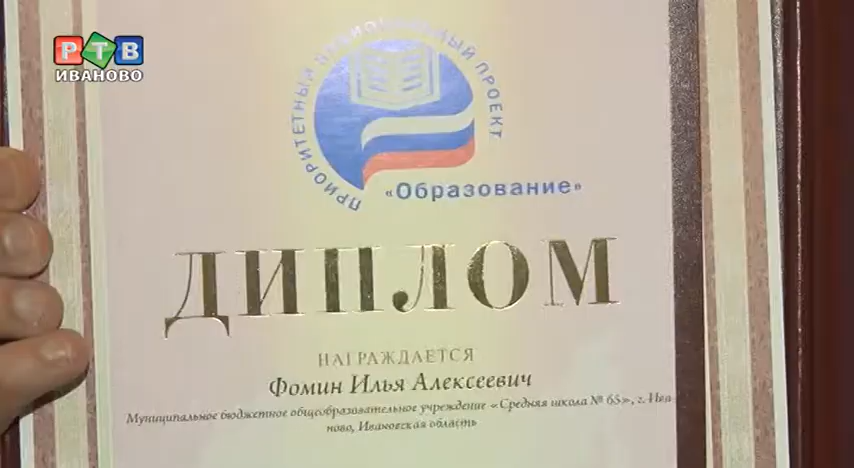 РТВ
ИВАНОВО
ПРИОРИТЕТНЫЙ НАЦИОНАЛЬНЫЙ ПРОЕКТ
«Образование»
ДИПЛОМ
НАГРАЖДАЕТСЯ
Фомин Илья Алексеевич
Муниципальное бюджетное общеобразовательное учреждение «Средняя школа № 65», г. Ива-
ново, Ивановская область